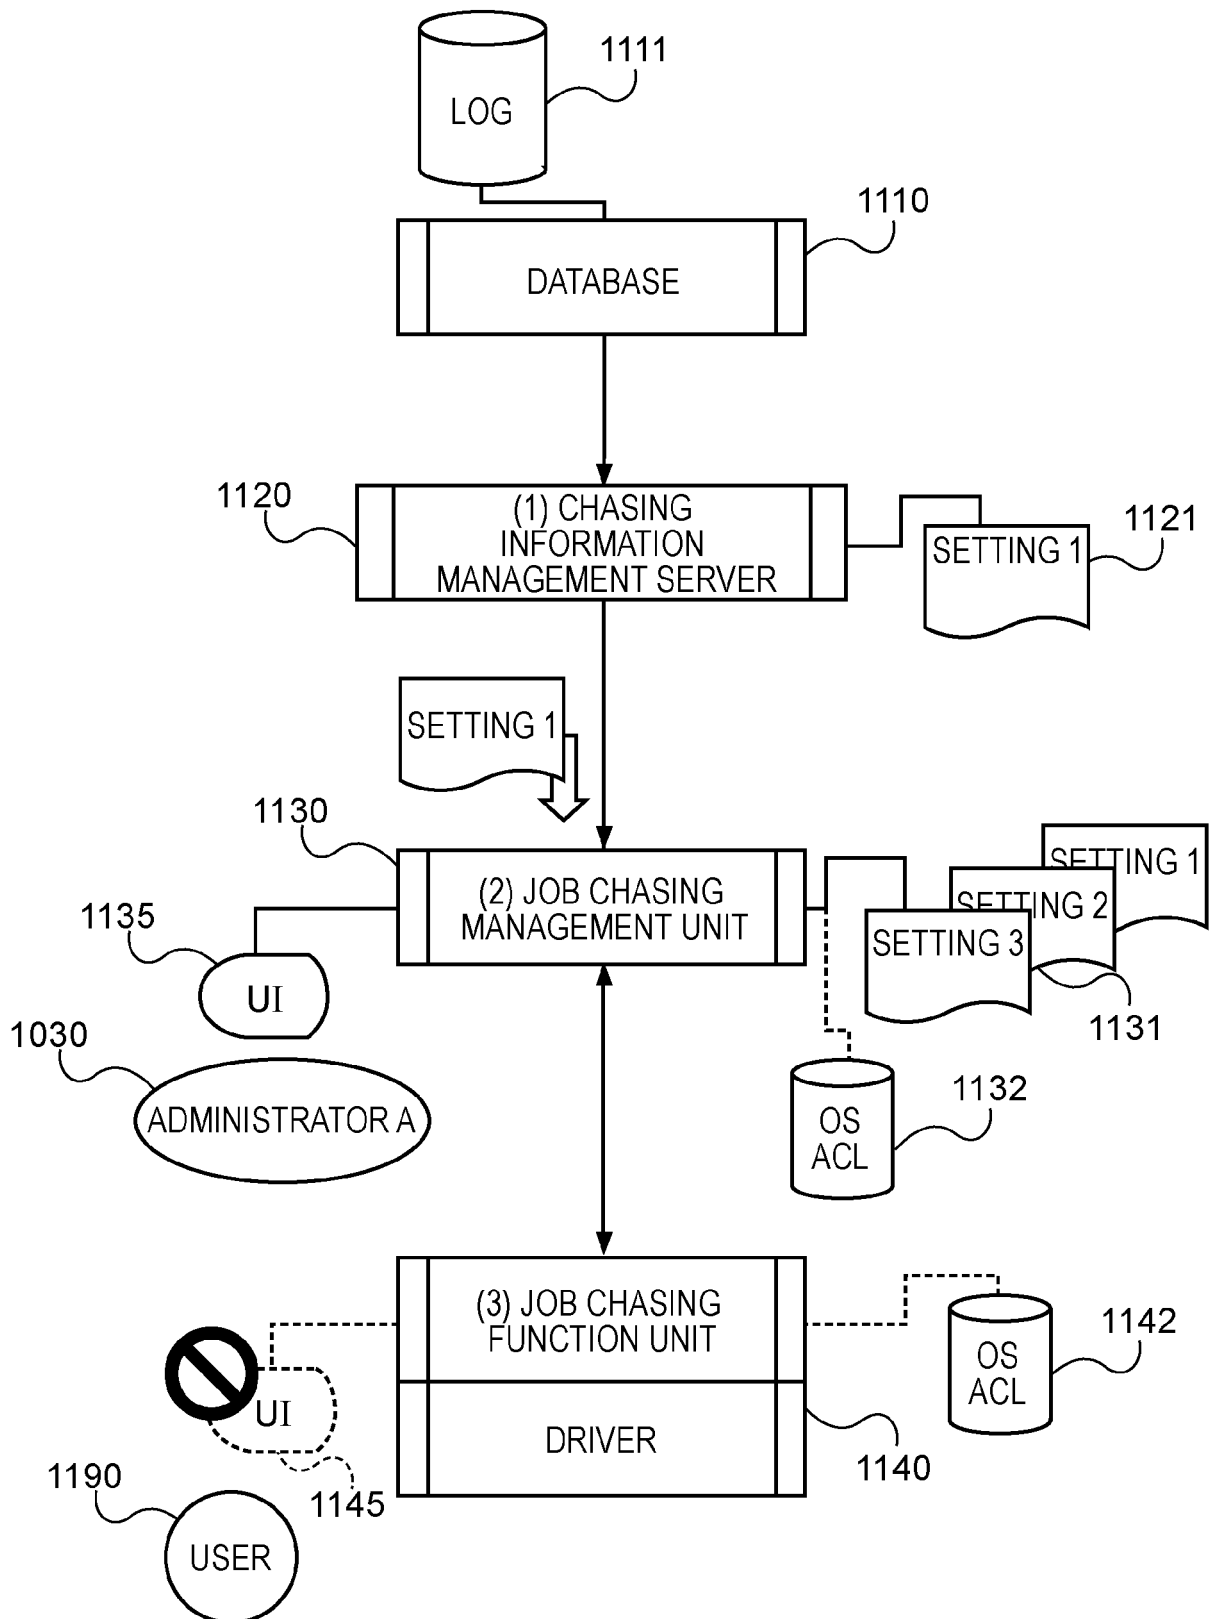 1111
LOG
1110
DATABASE
1120
(1) CHASING
INFORMATION
MANAGEMENT SERVER
1121
SETTING 1
SETTING 1
1130
(2) JOB CHASING
MANAGEMENT UNIT
SETTING 1
SETTING 2
SETTING 3
1131
1135
UI
1030
ADMINISTRATOR A
1132
OS
ACL
(3) JOB CHASING
FUNCTION UNIT
1142
OS
ACL
UI
DRIVER
1140
1145
1190
USER